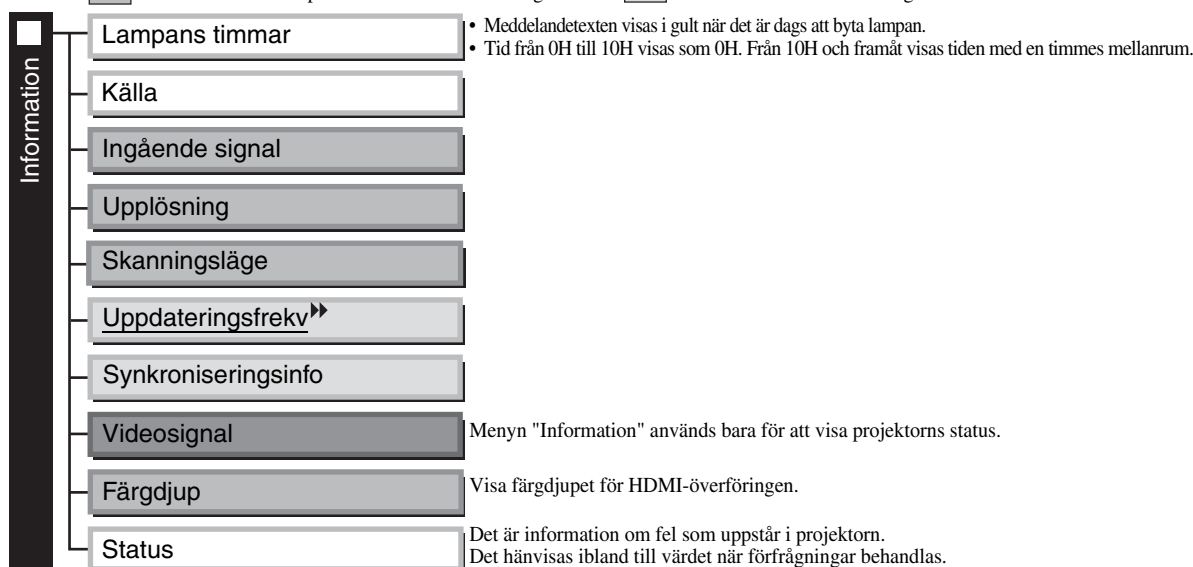 Lampans timmar
• Meddelandetexten visas i gult när det är dags att byta lampan.
• Tid från 0H till 10H visas som 0H. Från 10H och framåt visas tiden med en timmes mellanrum.
Information
Källa
Ingående signal
Upplösning
Skanningsläge
Uppdateringsfrekv
Synkroniseringsinfo
Videosignal
Menyn "Information" används bara för att visa projektorns status.
Färgdjup
Visa färgdjupet för HDMI-överföringen.
Status
Det är information om fel som uppstår i projektorn.
Det hänvisas ibland till värdet när förfrågningar behandlas.